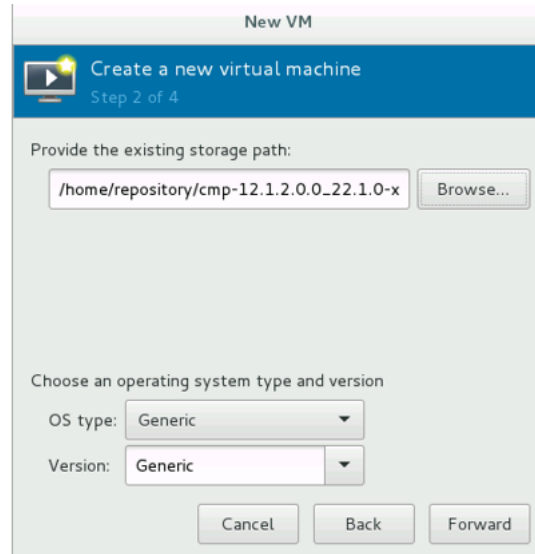 New VM
Create a new virtual machine
Step 2 of 4
Provide the existing storage path:
/home/repository/cmp-12.1.2.0.0_22.1.0-x
Browse...
Choose an operating system type and version
OS type: Generic
Version: Generic
Cancel Back Forward